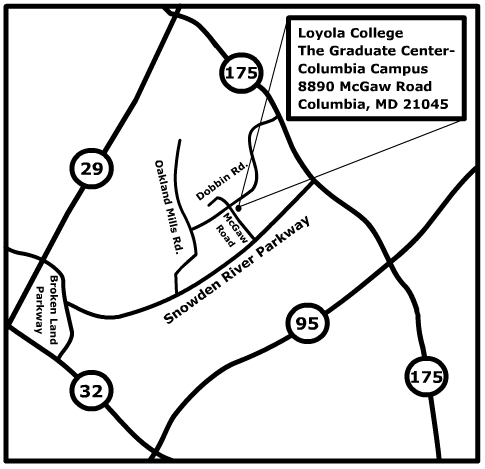 Loyola College
The Graduate Center-
Columbia Campus
8890 McGaw Road
Columbia, MD 21045
175
29
Oakland Mills Rd.
Dobbin Rd.
McGaw
Road
Snowden River Parkway
Broken Land
Parkway
95
32
175